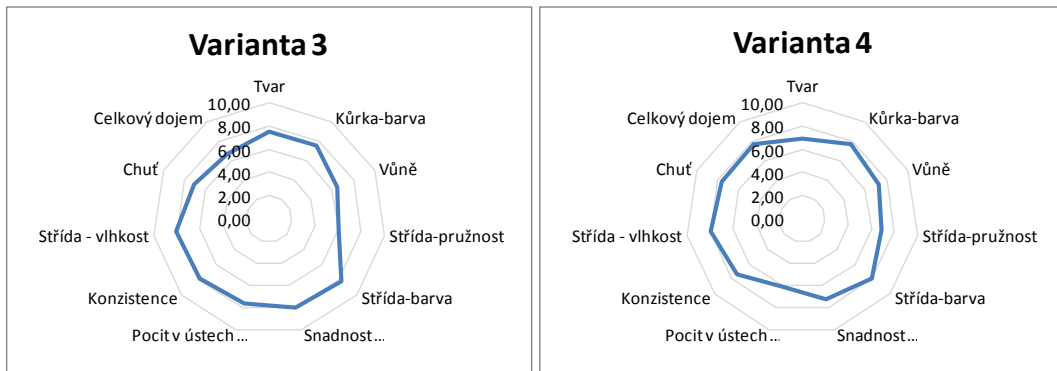 Varianta 3
Tvar
Kůrka-barva
Vůně
Střída-pružnost
Střída-barva
Snadnost ...
Pocit v ústech ...
Konzistence
Střída - vlhkost
Chuť
Celkový dojem
10,00
8,00
6,00
4,00
2,00
0,00
Varianta 4
Tvar
Kůrka-barva
Vůně
Střída-pružnost
Střída-barva
Snadnost ...
Pocit v ústech ...
Konzistence
Střída - vlhkost
Chuť
Celkový dojem
10,00
8,00
6,00
4,00
2,00
0,00